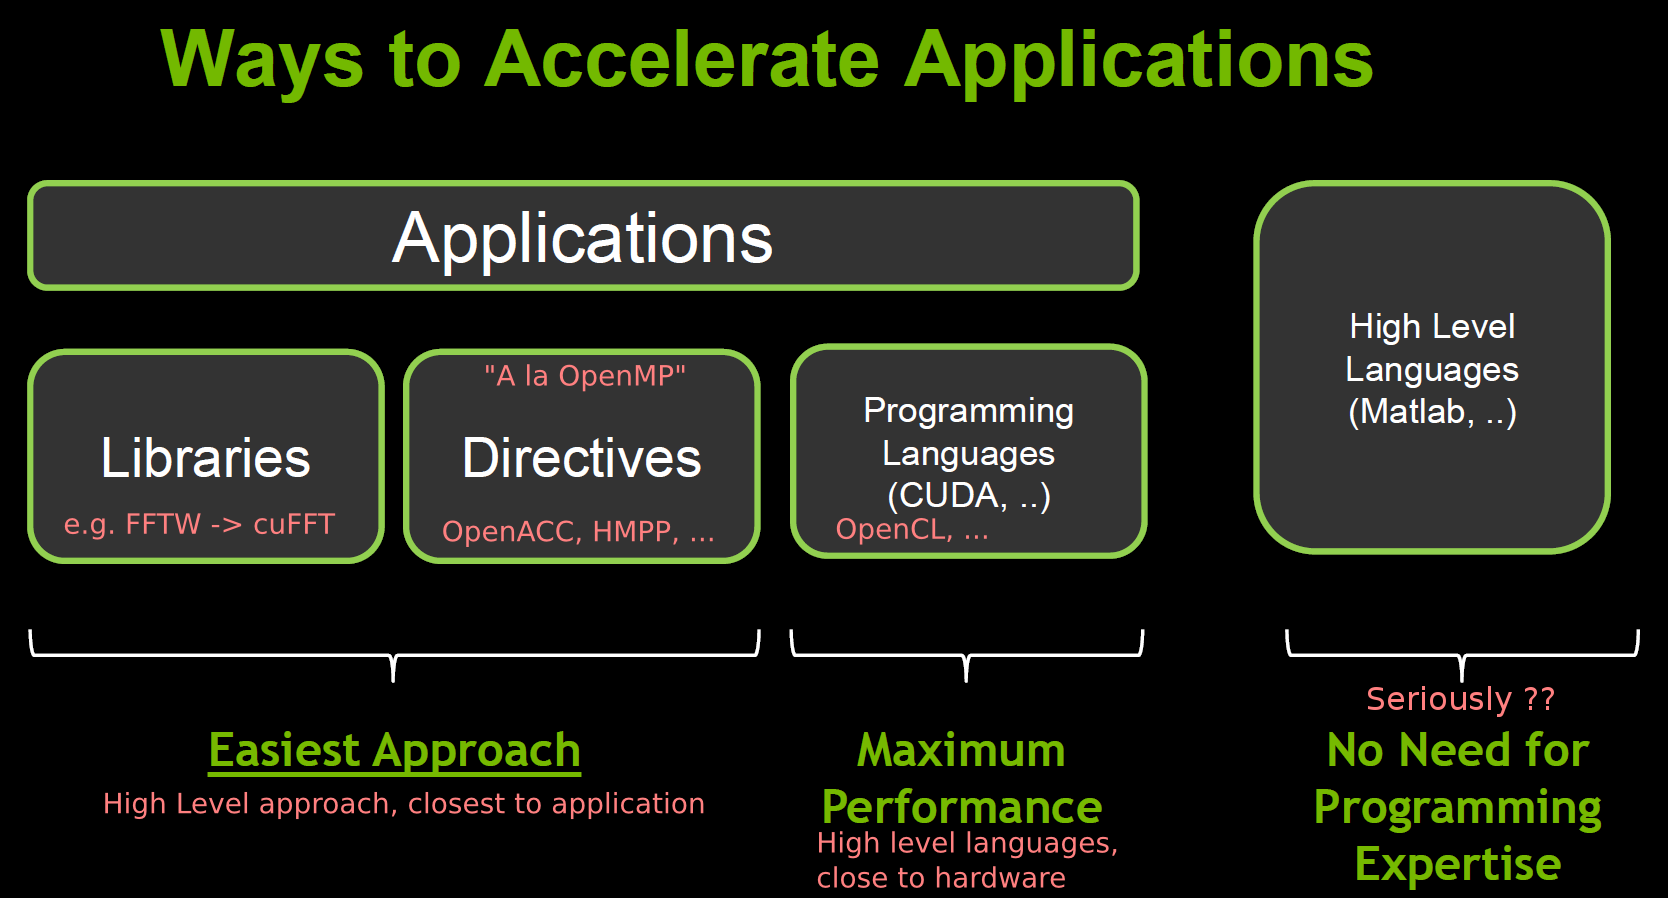 Ways to Accelerate Applications
Applications
Libraries
e.g. FFTW -> cuFFT
"A la OpenMP"
Directives
OpenACC, HMPP, ...
Programming
Languages
(CUDA, ..)
OpenCL, ...
High Level
Languages
(Matlab, ..)
Easiest Approach
High Level approach, closest to application
Maximum
Performance
High level languages,
close to hardware
Seriously ??
No Need for
Programming
Expertise